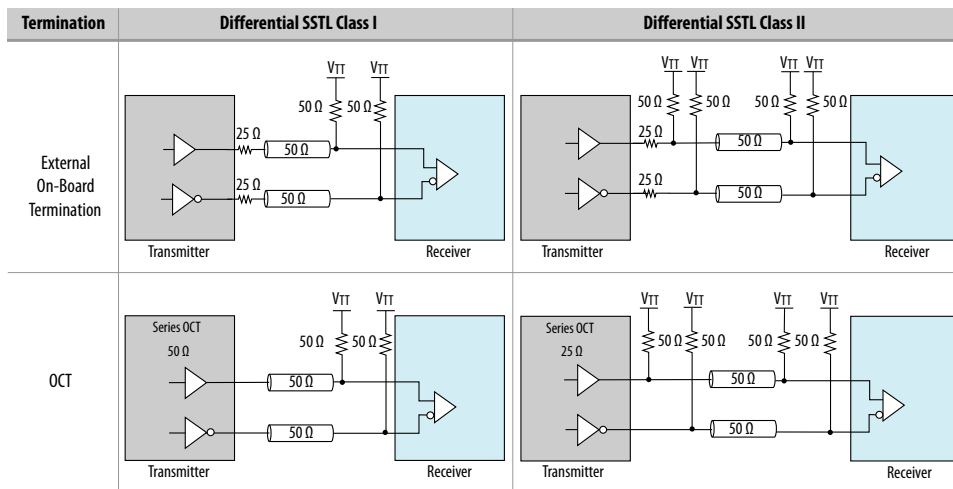 Termination Differential SSTL Class I Differential SSTL Class II
External
On-Board
Termination
VTT VTT
50 Ω 50 Ω
25 Ω
50 Ω
25 Ω
50 Ω
Transmitter Receiver
VTT VTT VTT VTT
50 Ω 50 Ω 50 Ω 50 Ω
25 Ω
50 Ω
25 Ω
50 Ω
Transmitter Receiver
OCT
VTT VTT
Series OCT
50 Ω
50 Ω 50 Ω
50 Ω
50 Ω
Transmitter Receiver
VTT VTT VTT VTT
Series OCT
25 Ω
50 Ω 50 Ω 50 Ω 50 Ω
50 Ω
50 Ω
Transmitter Receiver